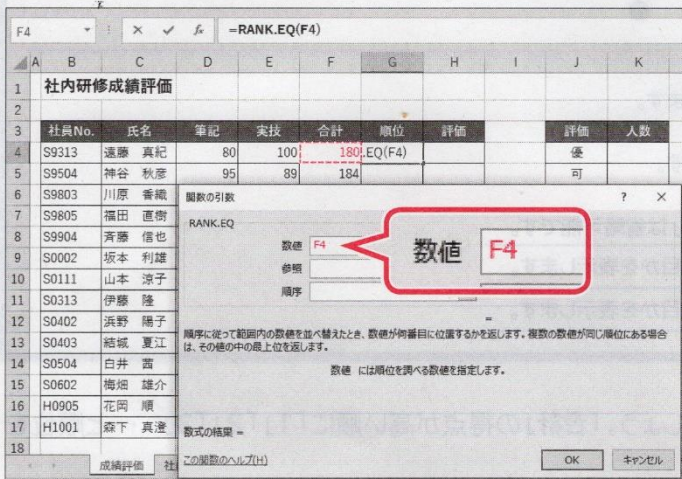 F4 =RANK.EQ(F4)
A B C D E F G H I J K
1 社内研修成績評価
2
3 社員No. 氏名 筆記 実技 合計 順位 評価 評価 人数
4 S9313 遠藤 真紀 80 100 180 .EQ(F4) 優
5 S9504 神谷 秋彦 95 89 184 可
6 S9803 川原 香織
7 S9805 福田 直樹
8 S9904 斉藤 信也
9 S0002 坂本 利雄
10 S0111 山本 涼子
11 S0313 伊藤 隆
12 S0402 浜野 陽子
13 S0403 結城 夏江
14 S0504 白井 茜
15 S0602 梅畑 雄介
16 H0905 花岡 順
17 H1001 森下 真澄
18
関数の引数 ? ×
RANK.EQ
数値 F4
参照
順序
数値 F4
=
順序に従って範囲内の数値を並べ替えたとき、数値が何番目に位置するかを返します。複数の数値が同じ順位にある場合
は、その値の中の最上位を返します。
数値 には順位を調べる数値を指定します。
数式の結果 =
この関数のヘルプ(H) OK キャンセル
成績評価 社